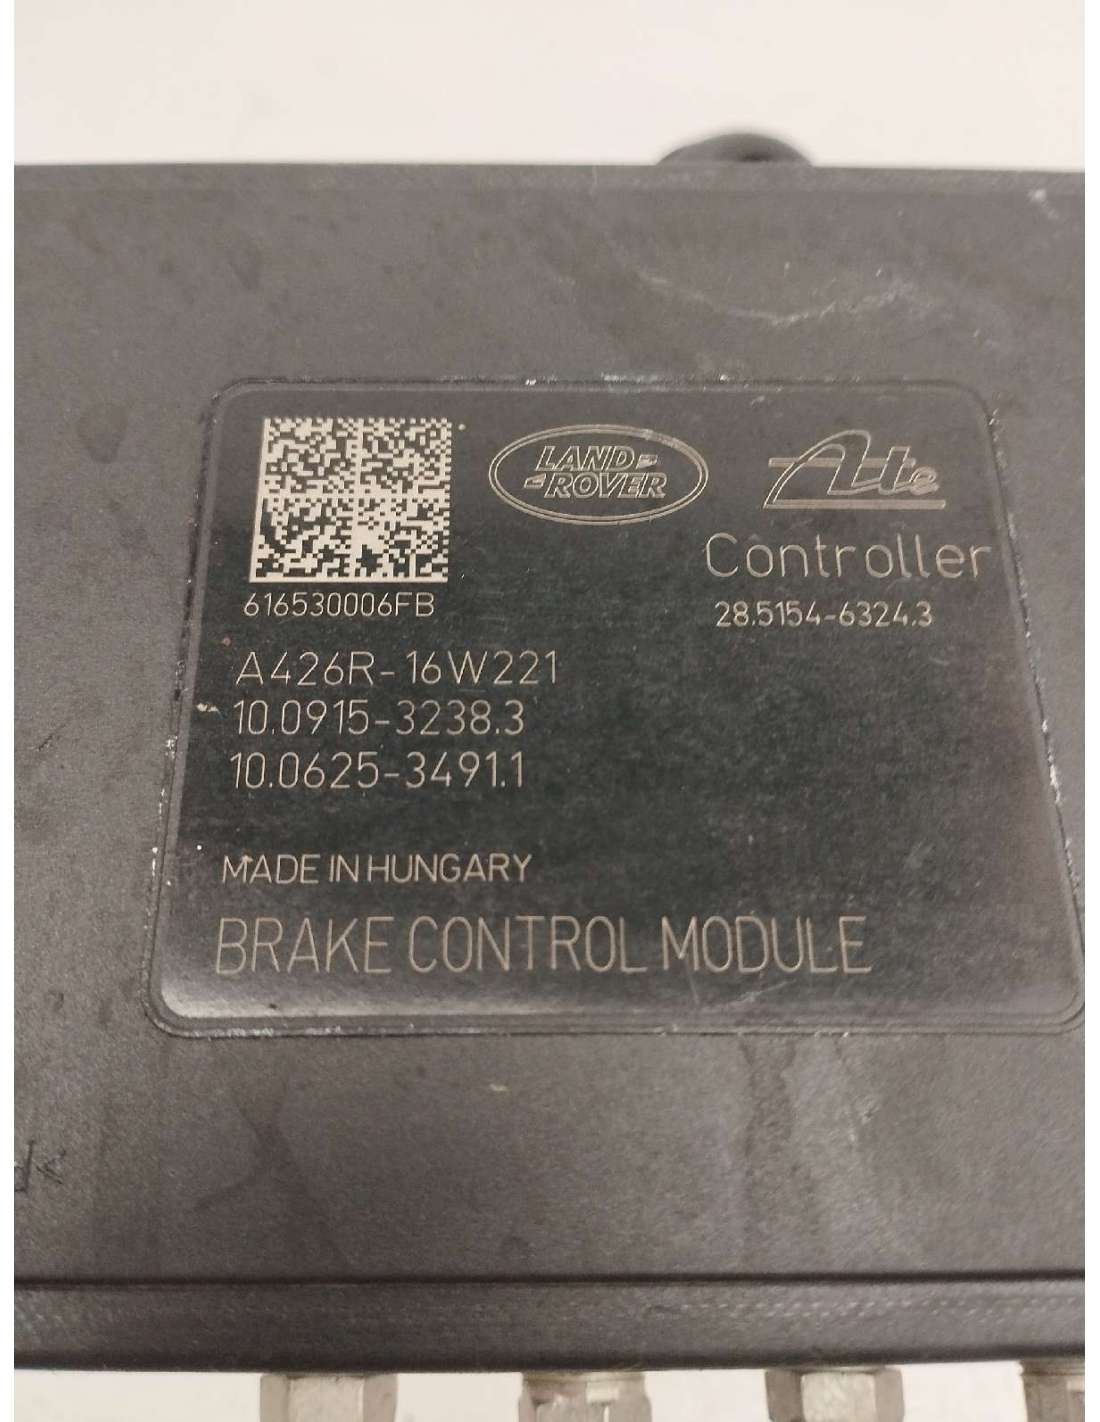 LAND
ROVER
Ate
Controller
616530006FB
28.5154-6324.3
A426R-16W221
10.0915-3238.3
10.0625-3491.1
MADE IN HUNGARY
BRAKE CONTROL MODULE